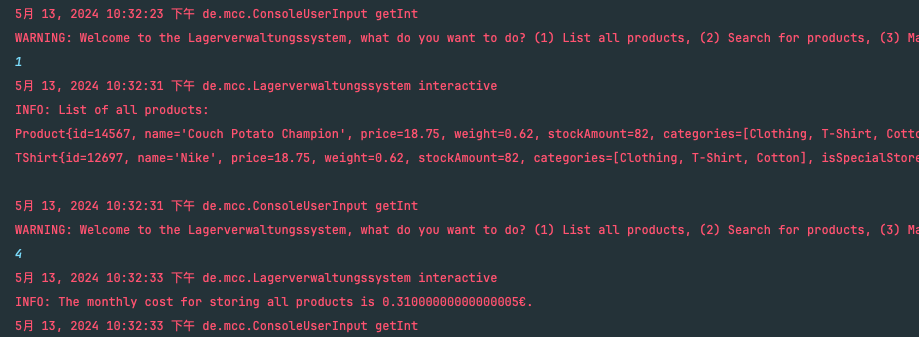 5月 13, 2024 10:32:23 下午 de.mcc.ConsoleUserInput getInt
WARNING: Welcome to the Lagerverwaltungssystem, what do you want to do? (1) List all products, (2) Search for products, (3) Ma
1
5月 13, 2024 10:32:31 下午 de.mcc.Lagerverwaltungssystem interactive
INFO: List of all products:
Product{id=14567, name='Couch Potato Champion', price=18.75, weight=0.62, stockAmount=82, categories=[Clothing, T-Shirt, Cotto
TShirt{id=12697, name='Nike', price=18.75, weight=0.62, stockAmount=82, categories=[Clothing, T-Shirt, Cotton], isSpecialStore
5月 13, 2024 10:32:31 下午 de.mcc.ConsoleUserInput getInt
WARNING: Welcome to the Lagerverwaltungssystem, what do you want to do? (1) List all products, (2) Search for products, (3) Ma
4
5月 13, 2024 10:32:33 下午 de.mcc.Lagerverwaltungssystem interactive
INFO: The monthly cost for storing all products is 0.31000000000000005€.
5月 13, 2024 10:32:33 下午 de.mcc.ConsoleUserInput getInt